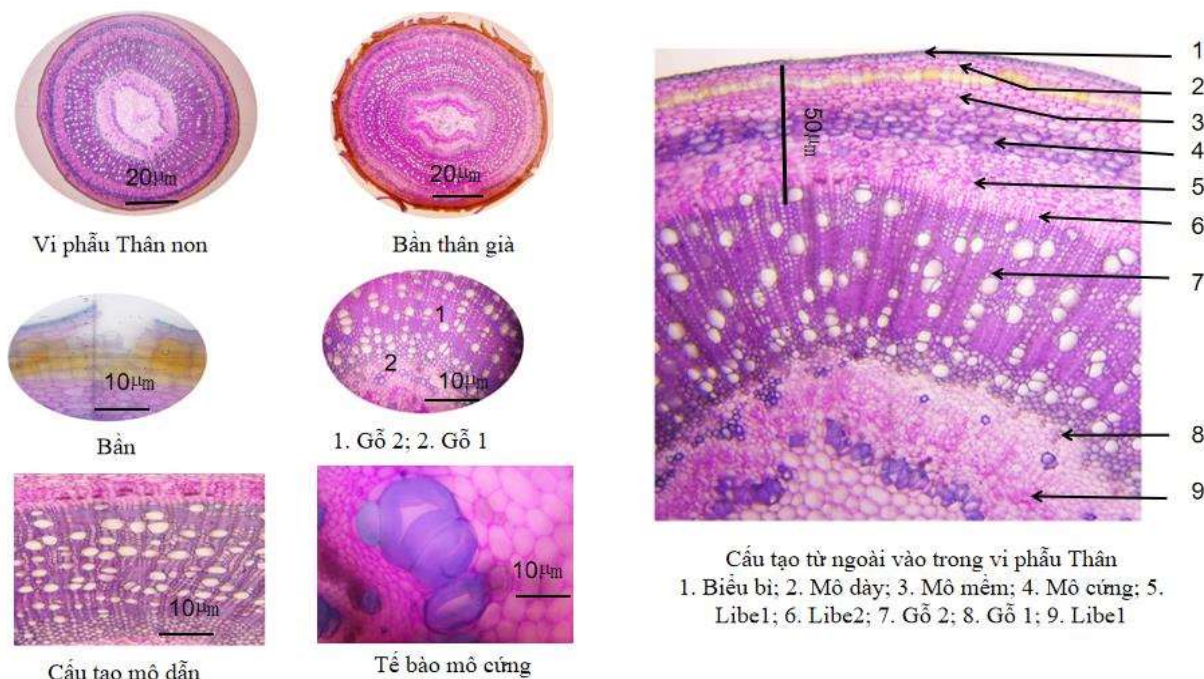 20μm
Vi phẫu Thân non
20μm
Bần thân già
10μm
Bần
1
2
10μm
1. Gỗ 2; 2. Gỗ 1
10μm
Cấu tạo mô dẫn
10μm
Tế bào mô cứng
50μm
1
2
3
4
5
6
7
8
9
Cấu tạo từ ngoài vào trong vi phẫu Thân
1. Biểu bì; 2. Mô dày; 3. Mô mềm; 4. Mô cứng; 5.
Libe1; 6. Libe2; 7. Gỗ 2; 8. Gỗ 1; 9. Libe1